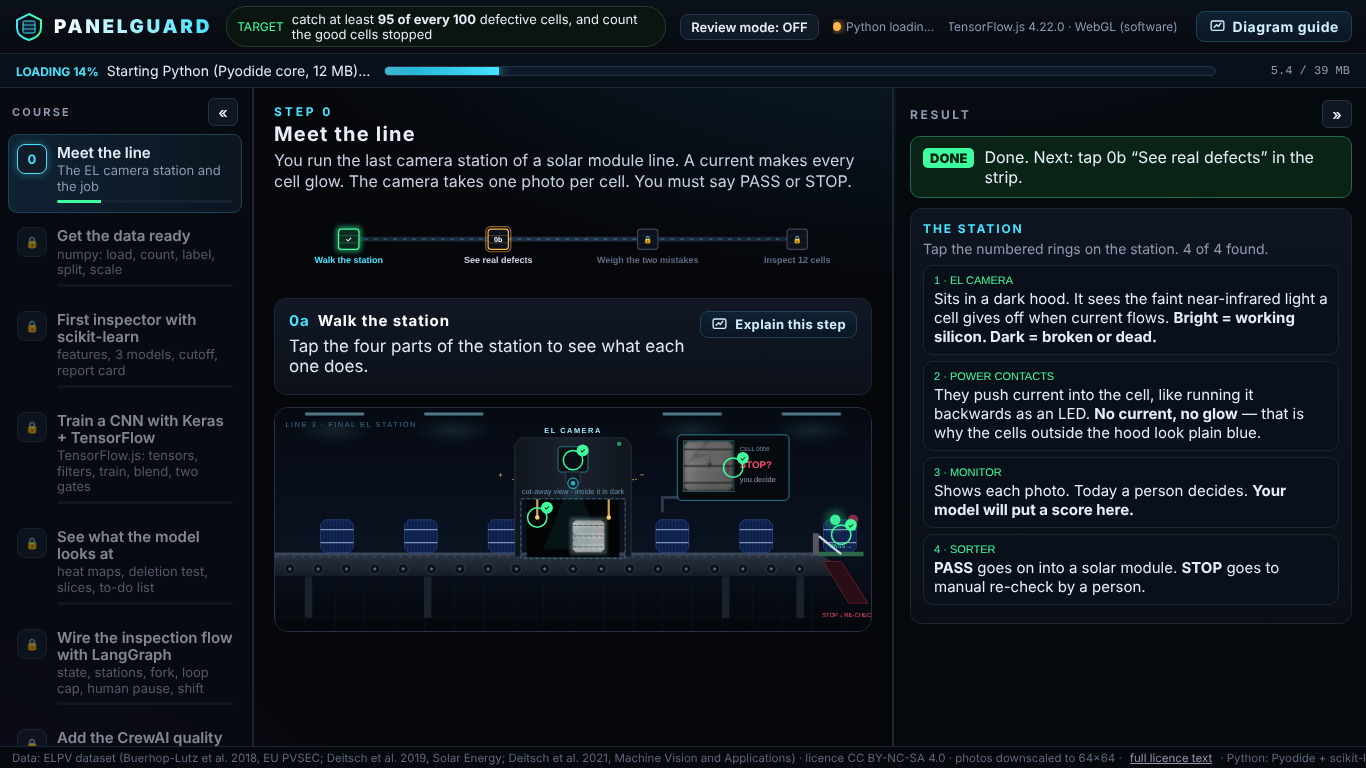 PANELGUARD
TARGET catch at least 95 of every 100 defective cells, and count
the good cells stopped
Review mode: OFF
Python loadin...
TensorFlow.js 4.22.0 · WebGL (software)
Diagram guide
LOADING 14% Starting Python (Pyodide core, 12 MB)...
5.4 / 39 MB
COURSE
«
0
Meet the line
The EL camera station and
the job
Get the data ready
numpy: load, count, label,
split, scale
First inspector with
scikit-learn
features, 3 models, cutoff,
report card
Train a CNN with Keras
+ TensorFlow
TensorFlow.js: tensors,
filters, train, blend, two
gates
See what the model
looks at
heat maps, deletion test,
slices, to-do list
Wire the inspection flow
with LangGraph
state, stations, fork, loop
cap, human pause, shift
Add the CrewAI quality
STEP 0
Meet the line
You run the last camera station of a solar module line. A current makes every
cell glow. The camera takes one photo per cell. You must say PASS or STOP.
0b
Walk the station
See real defects
Weigh the two mistakes
Inspect 12 cells
0a Walk the station
Explain this step
Tap the four parts of the station to see what each
one does.
LINE 3 · FINAL EL STATION
EL CAMERA
CELL 0006
STOP?
you decide
cut-away view · inside it is dark
STOP ↓ RE-CHEC
RESULT
»
DONE Done. Next: tap 0b “See real defects” in the
strip.
THE STATION
Tap the numbered rings on the station. 4 of 4 found.
1 · EL CAMERA
Sits in a dark hood. It sees the faint near-infrared light a
cell gives off when current flows. Bright = working
silicon. Dark = broken or dead.
2 · POWER CONTACTS
They push current into the cell, like running it
backwards as an LED. No current, no glow — that is
why the cells outside the hood look plain blue.
3 · MONITOR
Shows each photo. Today a person decides. Your
model will put a score here.
4 · SORTER
PASS goes on into a solar module. STOP goes to
manual re-check by a person.
Data: ELPV dataset (Buerhop-Lutz et al. 2018, EU PVSEC; Deitsch et al. 2019, Solar Energy; Deitsch et al. 2021, Machine Vision and Applications) · licence CC BY-NC-SA 4.0 · photos downscaled to 64×64 · full licence text · Python: Pyodide + scikit-